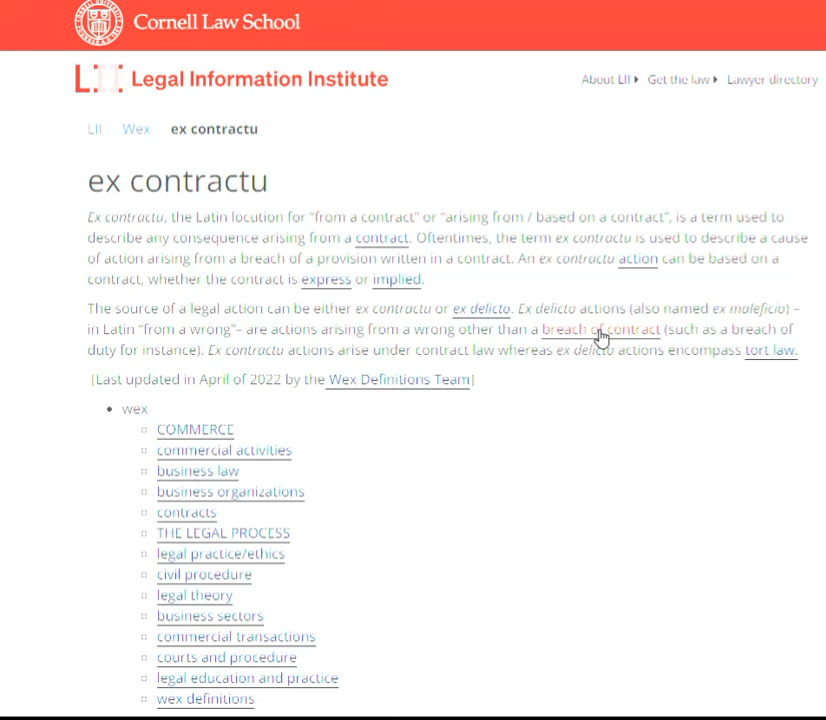 Cornell Law School
LII Legal Information Institute
About LII Get the law Lawyer directory
LII Wex ex contractu
ex contractu
Ex contractu, the Latin locution for "from a contract" or "arising from / based on a contract", is a term used to
describe any consequence arising from a contract. Oftentimes, the term ex contractu is used to describe a cause
of action arising from a breach of a provision written in a contract. An ex contractu action can be based on a
contract, whether the contract is express or implied.
The source of a legal action can be either ex contractu or ex delicto. Ex delicto actions (also named ex maleficio) –
in Latin "from a wrong"– are actions arising from a wrong other than a breach of contract (such as a breach of
duty for instance). Ex contractu actions arise under contract law whereas ex delicto actions encompass tort law.
[Last updated in April of 2022 by the Wex Definitions Team]
wex
COMMERCE
commercial activities
business law
business organizations
contracts
THE LEGAL PROCESS
legal practice/ethics
civil procedure
legal theory
business sectors
commercial transactions
courts and procedure
legal education and practice
wex definitions